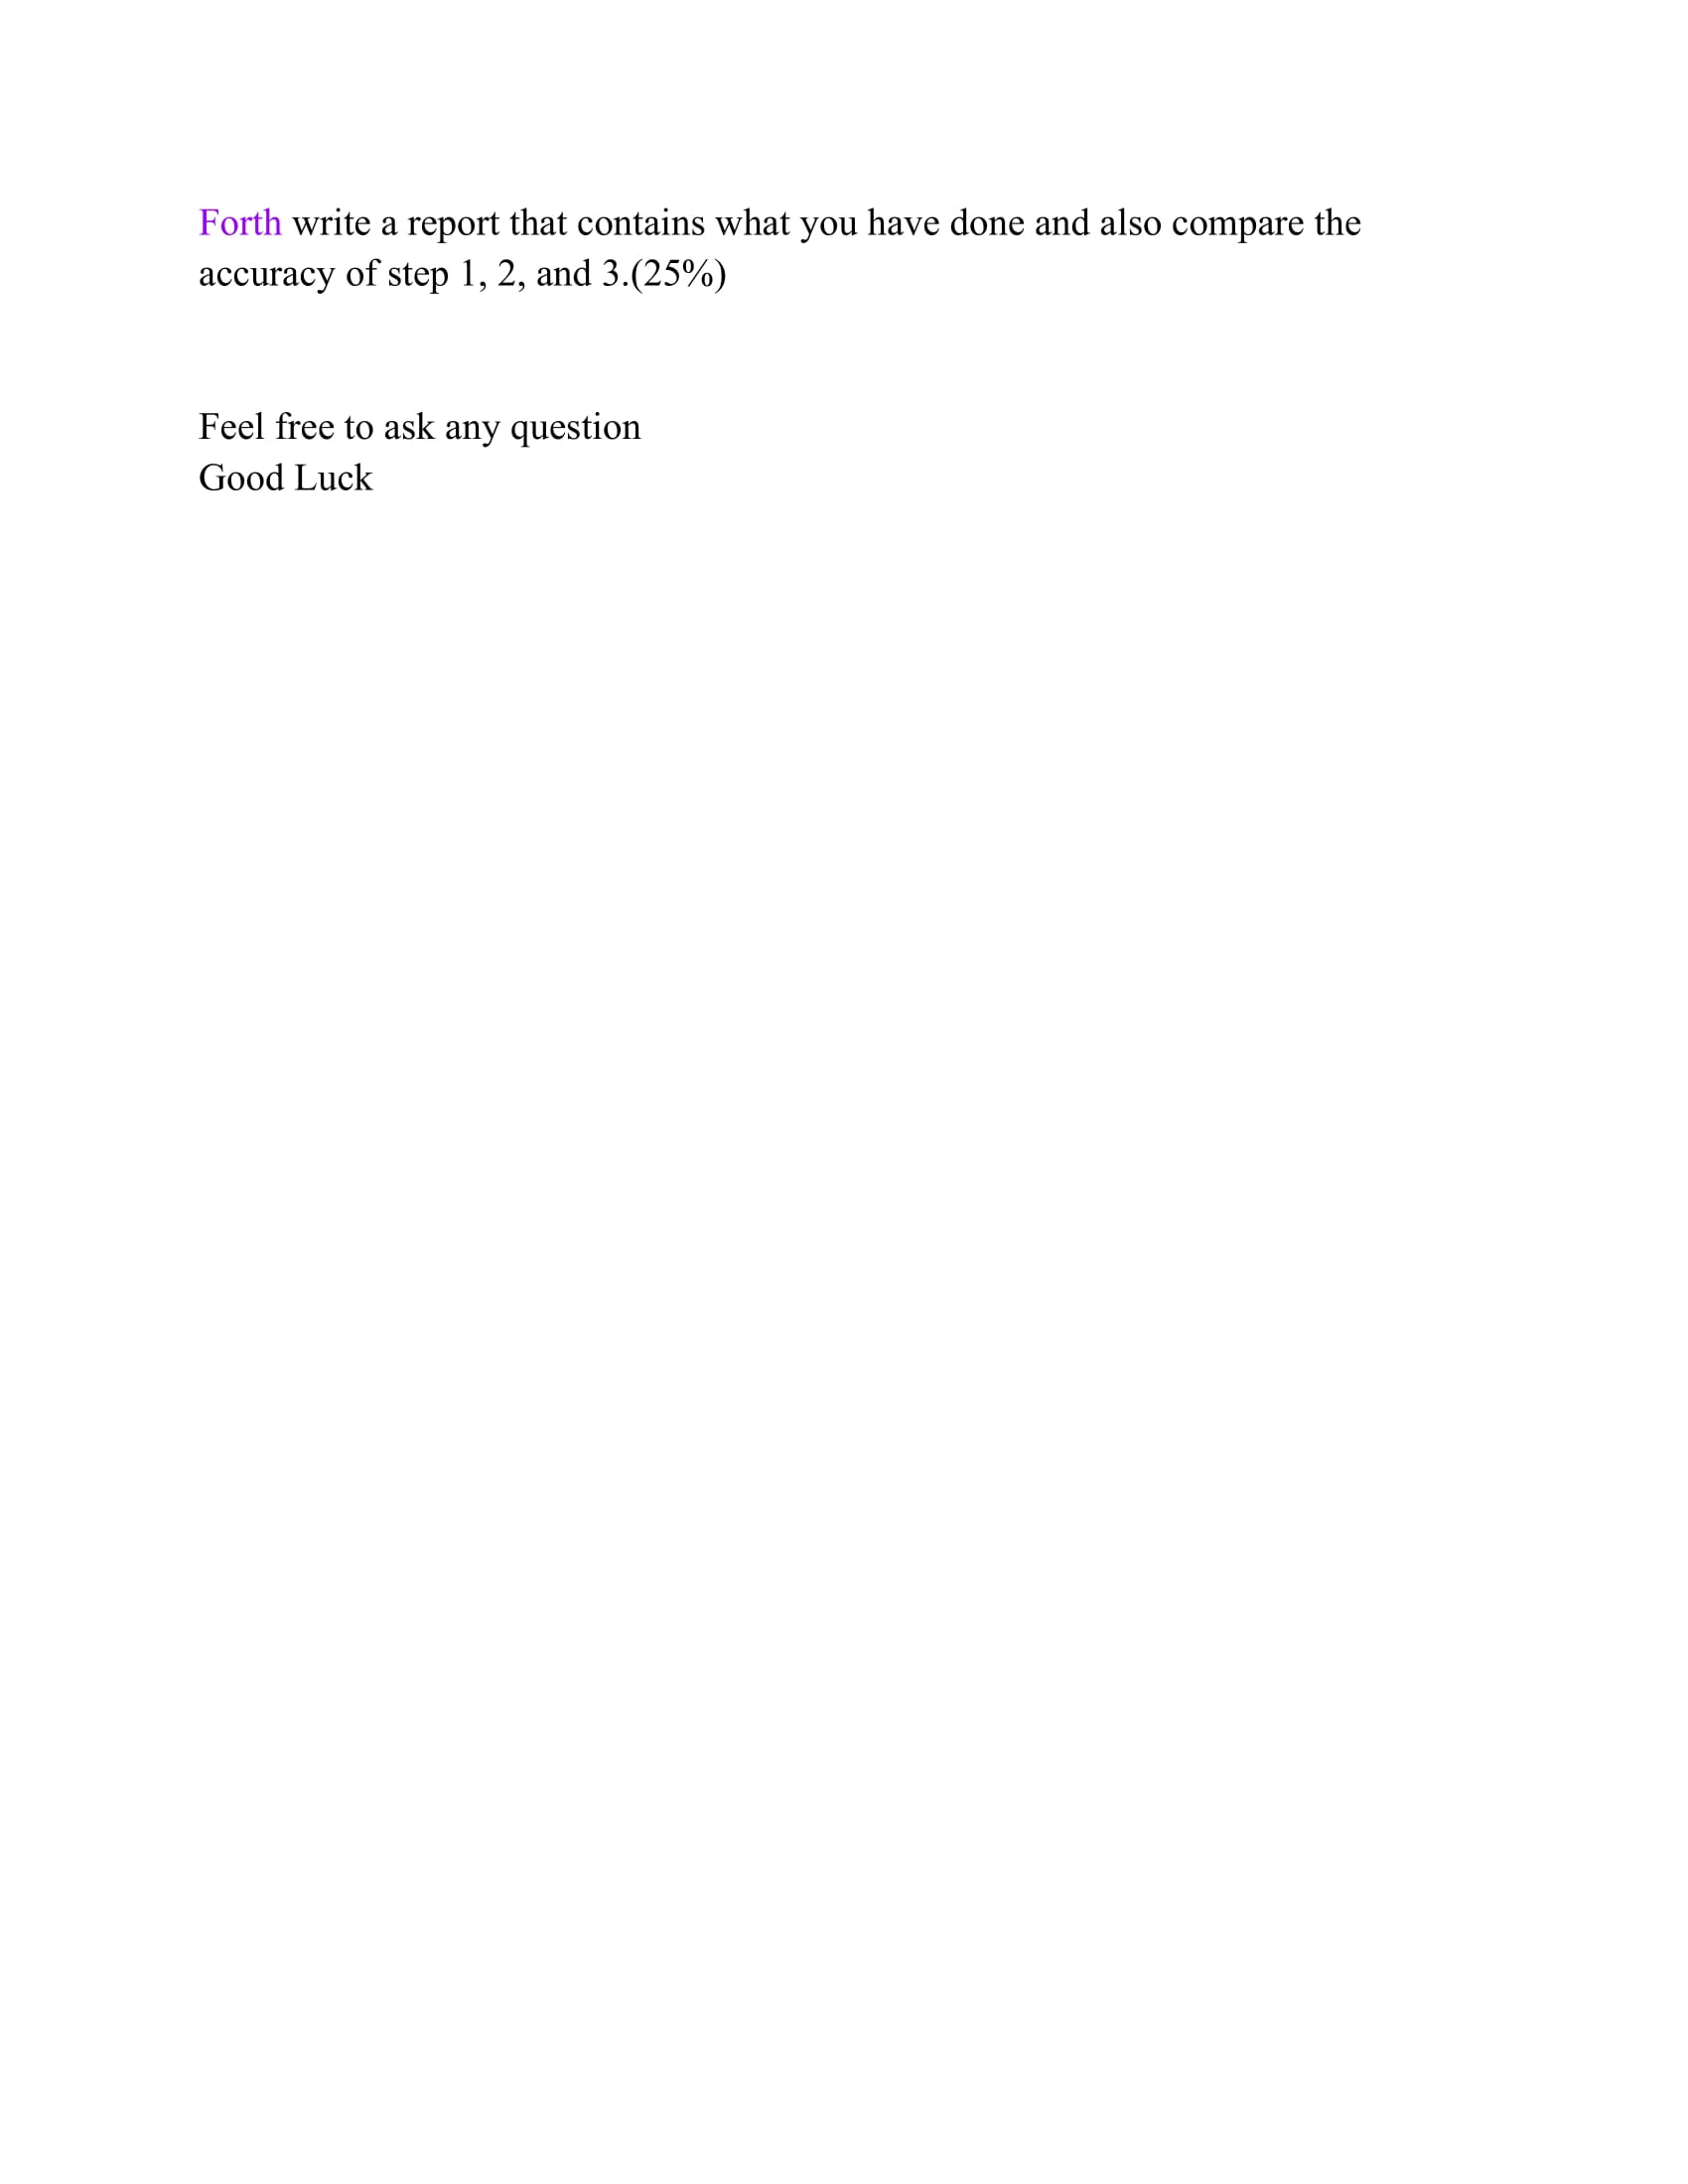 Forth write a report that contains what you have done and also compare the
accuracy of step 1, 2, and 3.(25%)
Feel free to ask any question
Good Luck